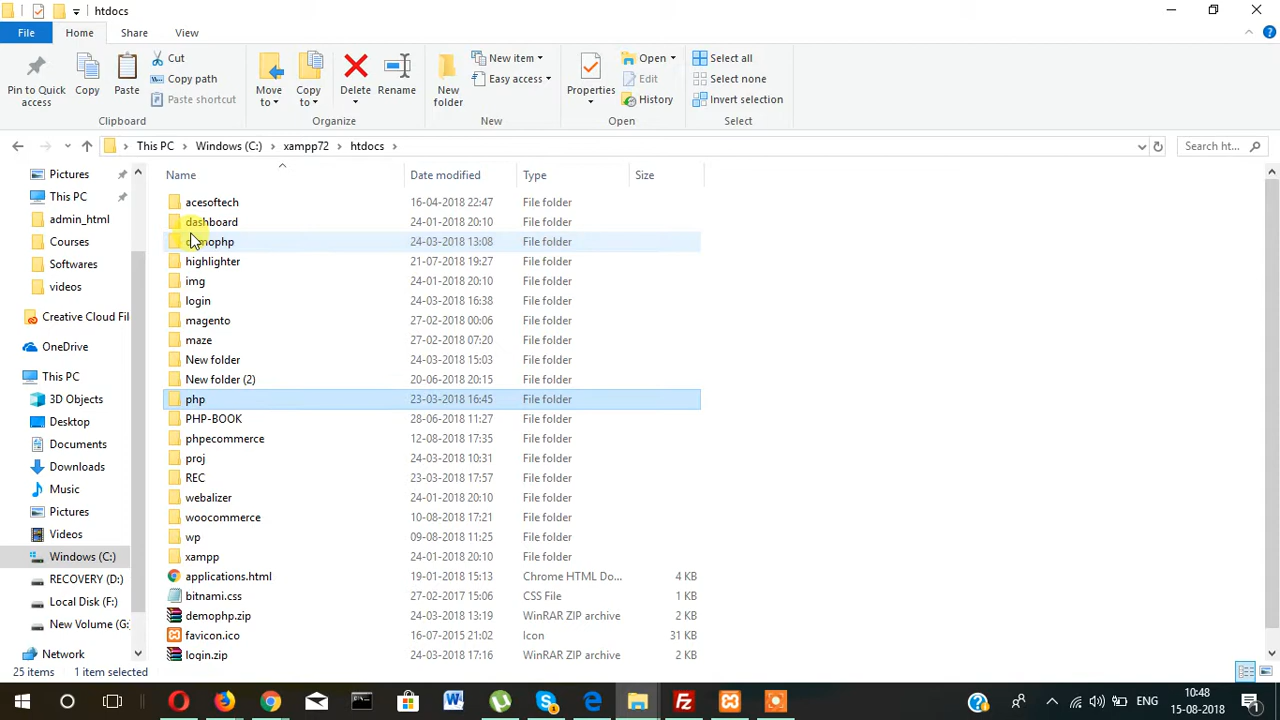 htdocs
File Home Share View
Pin to Quick access
Copy
Paste
Cut
Copy path
Paste shortcut
Clipboard
Move to
Copy to
Delete
Rename
Organize
New folder
New item
Easy access
New
Properties
Open
Edit
History
Open
Select all
Select none
Invert selection
Select
This PC Windows (C:) xampp72 htdocs
Search ht...
Pictures
This PC
admin_html
Courses
Softwares
videos
Creative Cloud Fil
OneDrive
This PC
3D Objects
Desktop
Documents
Downloads
Music
Pictures
Videos
Windows (C:)
RECOVERY (D:)
Local Disk (F:)
New Volume (G:
Network
Name Date modified Type Size
acesoftech 16-04-2018 22:47 File folder
dashboard 24-01-2018 20:10 File folder
demophp 24-03-2018 13:08 File folder
highlighter 21-07-2018 19:27 File folder
img 24-01-2018 20:10 File folder
login 24-03-2018 16:38 File folder
magento 27-02-2018 00:06 File folder
maze 27-02-2018 07:20 File folder
New folder 24-03-2018 15:03 File folder
New folder (2) 20-06-2018 20:15 File folder
php 23-03-2018 16:45 File folder
PHP-BOOK 28-06-2018 11:27 File folder
phpecommerce 12-08-2018 17:35 File folder
proj 24-03-2018 10:31 File folder
REC 23-03-2018 17:57 File folder
webalizer 24-01-2018 20:10 File folder
woocommerce 10-08-2018 17:21 File folder
wp 09-08-2018 11:25 File folder
xampp 24-01-2018 20:10 File folder
applications.html 19-01-2018 15:13 Chrome HTML Do... 4 KB
bitnami.css 27-02-2017 15:06 CSS File 1 KB
demophp.zip 24-03-2018 13:19 WinRAR ZIP archive 2 KB
favicon.ico 16-07-2015 21:02 Icon 31 KB
login.zip 24-03-2018 17:16 WinRAR ZIP archive 2 KB
25 items 1 item selected
ENG
10:48
15-08-2018